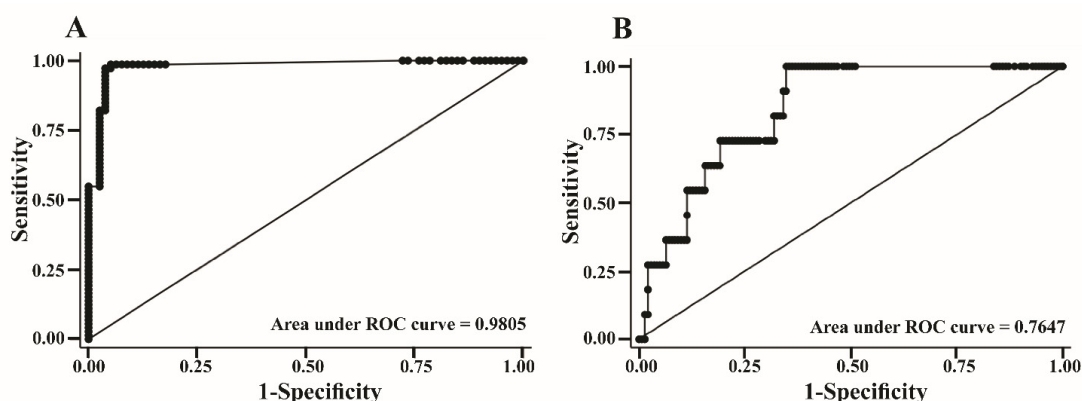 A
1.00
0.75
0.50
0.25
0.00
Sensitivity
Area under ROC curve = 0.9805
0.00 0.25 0.50 0.75 1.00
1-Specificity
B
1.00
0.75
0.50
0.25
0.00
Sensitivity
Area under ROC curve = 0.7647
0.00 0.25 0.50 0.75 1.00
1-Specificity